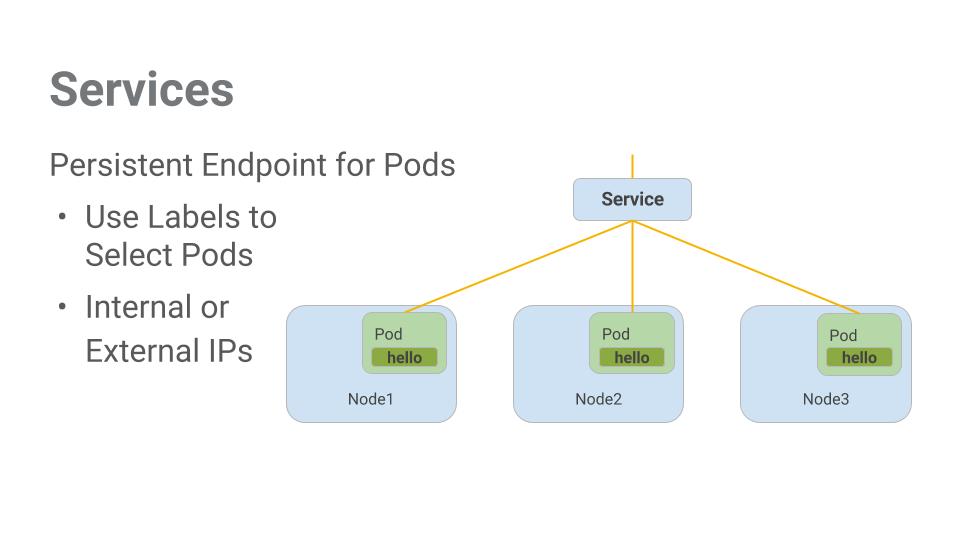 Services
Persistent Endpoint for Pods
• Use Labels to
Select Pods
• Internal or
External IPs
Service
Pod
hello
Node1
Pod
hello
Node2
Pod
hello
Node3